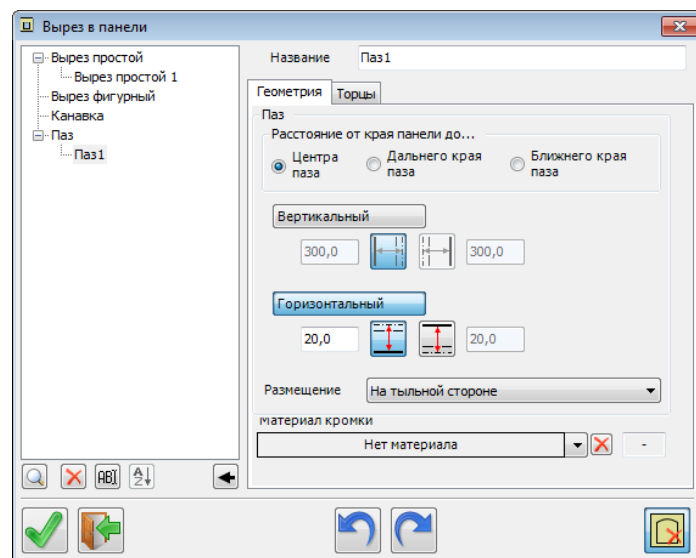 Вырез в панели
Вырез простой
Вырез простой 1
Вырез фигурный
Канавка
Паз
Паз1
Название Паз1
Геометрия Торцы
Паз
Расстояние от края панели до...
Центра паза
Дальнего края паза
Ближнего края паза
Вертикальный
300,0 300,0
Горизонтальный
20,0 20,0
Размещение На тыльной стороне
Материал кромки
Нет материала -
AB
A
Z